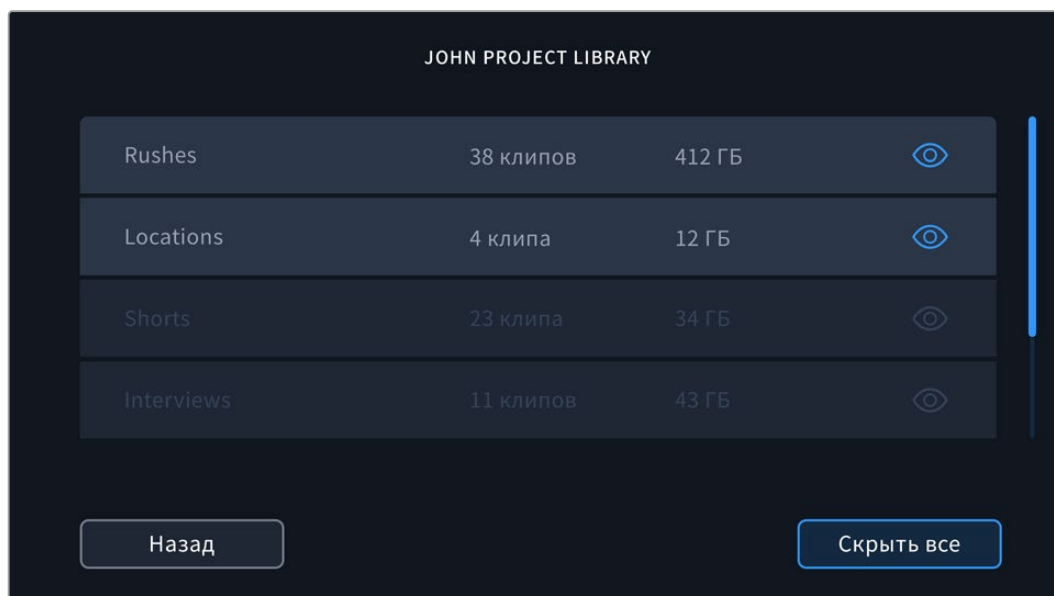 JOHN PROJECT LIBRARY
Rushes 38 клипов 412 ГБ
Locations 4 клипа 12 ГБ
Shorts 23 клипа 34 ГБ
Interviews 11 клипов 43 ГБ
Назад Скрыть все